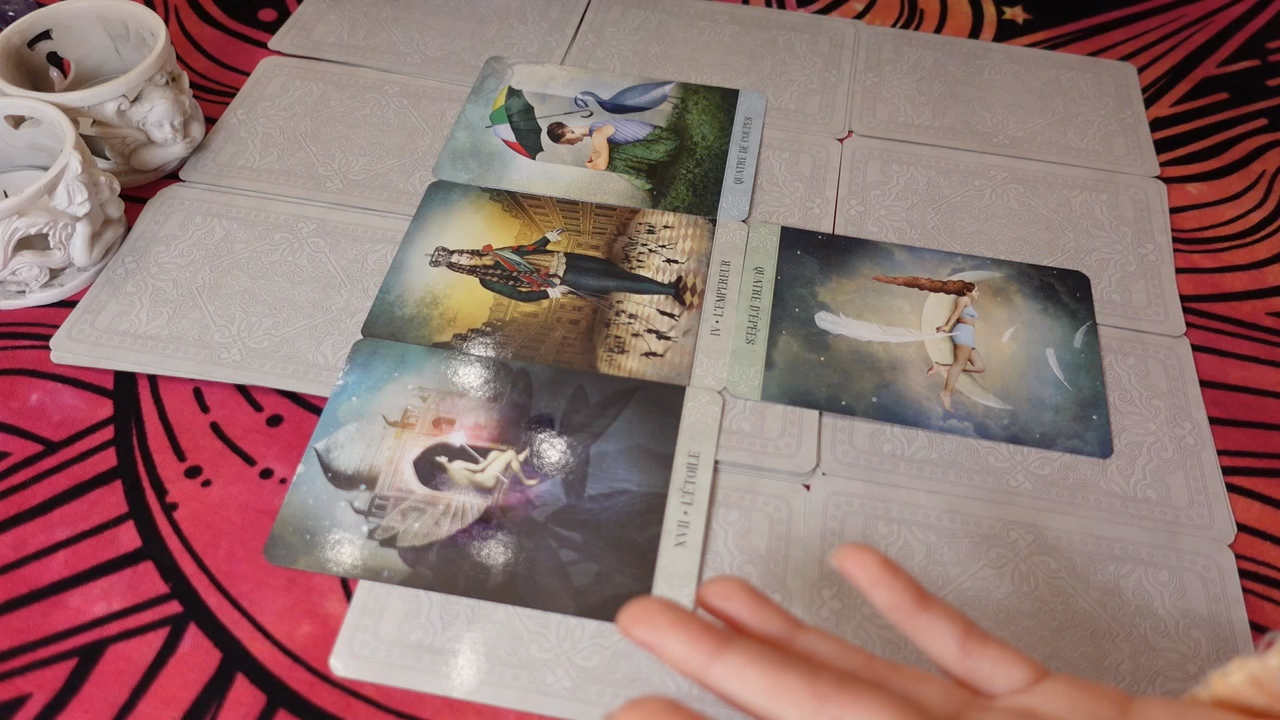 QUATRE DE COUPES
IV • L'EMPEREUR
QUATRE D'ÉPÉES
XVII • L'ÉTOILE